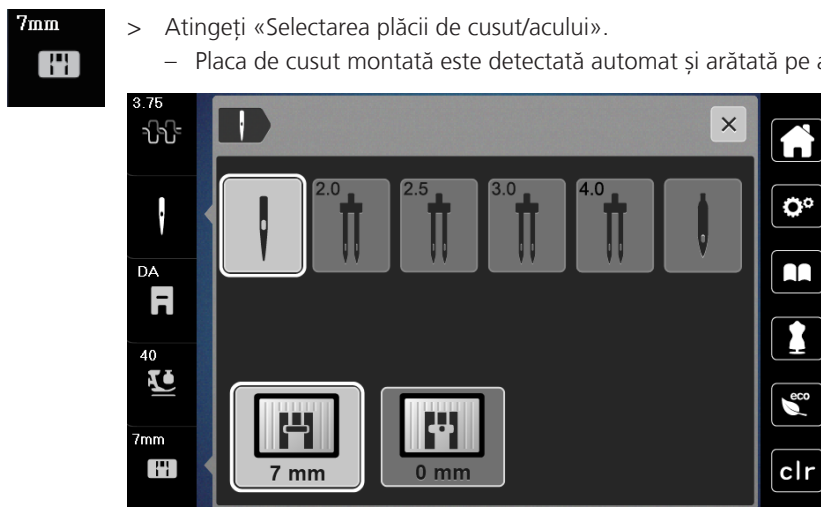 7mm
> Atingeți «Selectarea plăcii de cusut/acului».
– Placa de cusut montată este detectată automat și arătată pe
3.75
2.0 2.5 3.0 4.0
DA
40
eco
7mm
7 mm 0 mm
clr